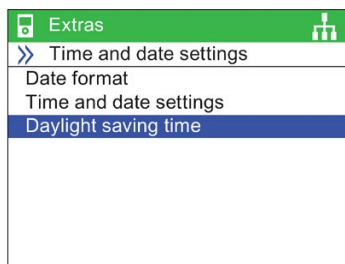 Extras
Time and date settings
Date format
Time and date settings
Daylight saving time